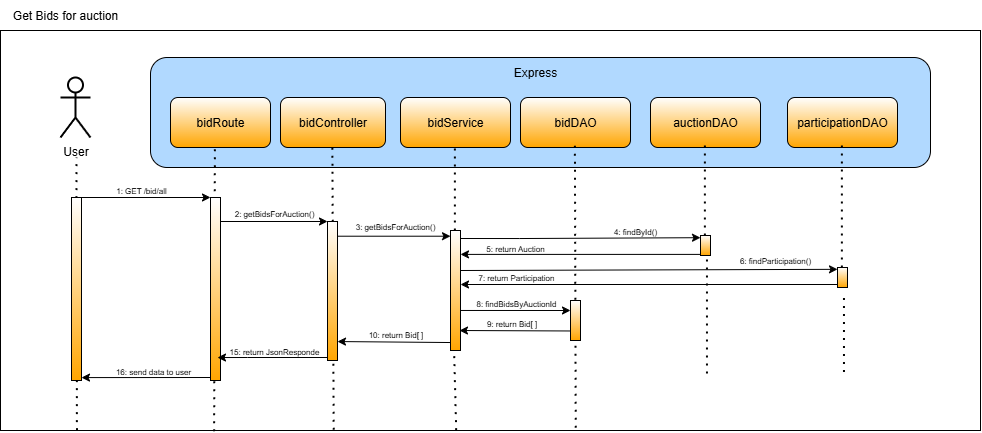 Get Bids for auction
Express
bidRoute
bidController
bidService
bidDAO
auctionDAO
participationDAO
User
1: GET /bid/all
2: getBidsForAuction()
3: getBidsForAuction()
4: findById()
5: return Auction
6: findParticipation()
7: return Participation
8: findBidsByAuctionId
9: return Bid[ ]
10: return Bid[ ]
15: return JsonResponde
16: send data to user